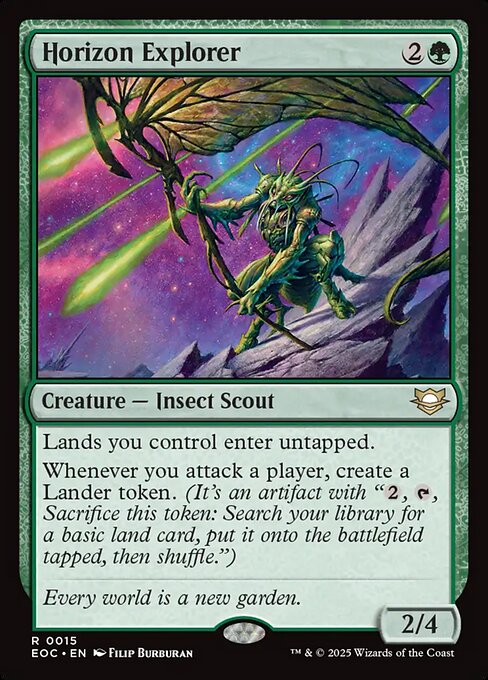 Horizon Explorer 2
Creature — Insect Scout
Lands you control enter untapped.
Whenever you attack a player, create a
Lander token. (It's an artifact with “2, 
Sacrifice this token: Search your library for
a basic land card, put it onto the battlefield
tapped, then shuffle.”)
Every world is a new garden.
2/4
R 0015
EOC • EN Filip Burburan
™ & © 2025 Wizards of the Coast